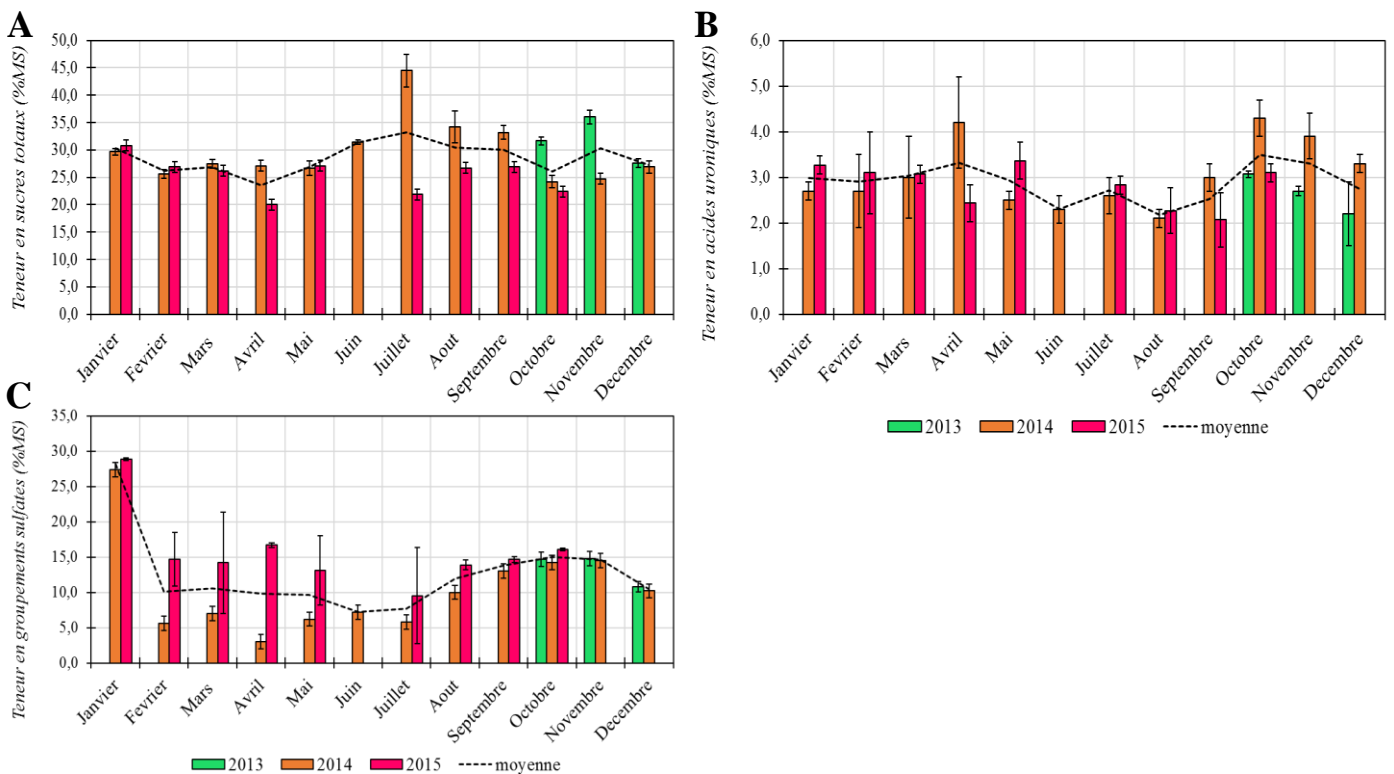 A
Teneur en sucres totaux (%MS)
50,0
45,0
40,0
35,0
30,0
25,0
20,0
15,0
10,0
5,0
0,0
Janvier
Fevrier
Mars
Avril
Mai
Juin
Juillet
Aout
Septembre
Octobre
Novembre
Decembre
B
Teneur en acides uroniques (%MS)
6,0
5,0
4,0
3,0
2,0
1,0
0,0
Janvier
Fevrier
Mars
Avril
Mai
Juin
Juillet
Aout
Septembre
Octobre
Novembre
Decembre
2013 2014 2015 moyenne
C
Teneur en groupements sulfates (%MS)
35,0
30,0
25,0
20,0
15,0
10,0
5,0
0,0
Janvier
Fevrier
Mars
Avril
Mai
Juin
Juillet
Aout
Septembre
Octobre
Novembre
Decembre
2013 2014 2015 moyenne